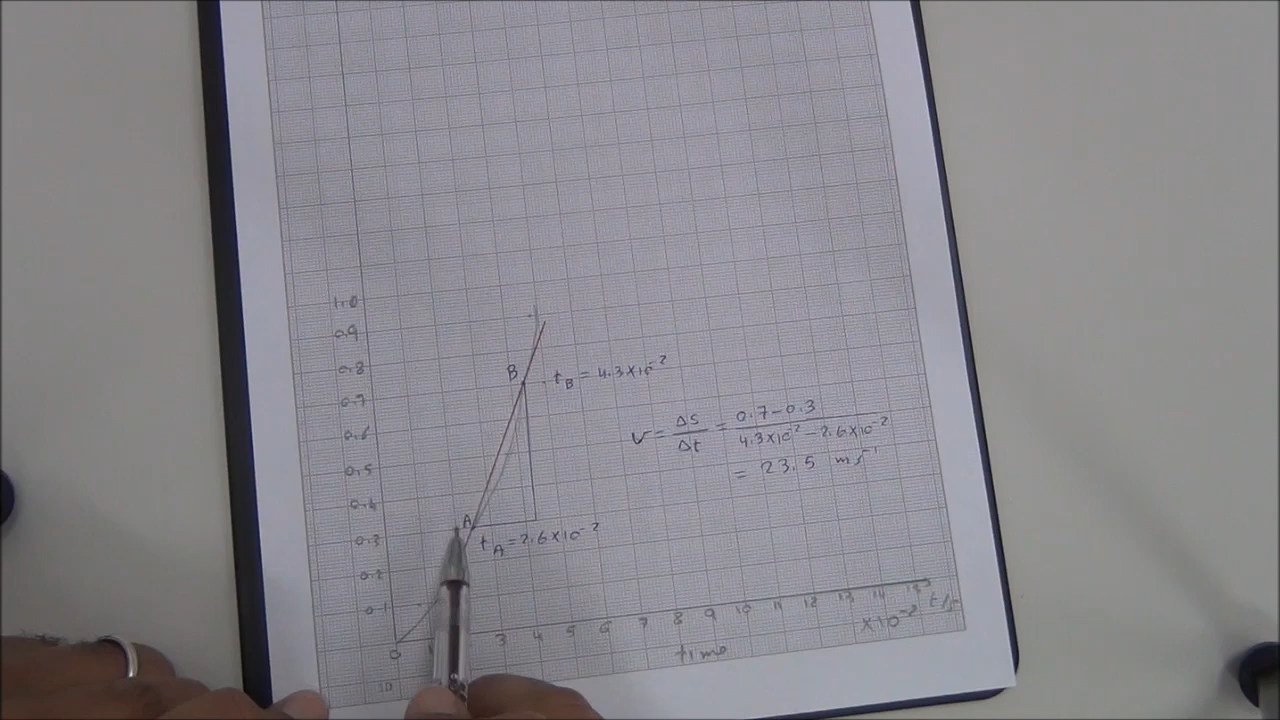 1.0
0.9
0.8
0.7
0.6
0.5
0.4
0.3
0.2
0.1
B
t_B = 4.3×10⁻²
A
t_A = 2.6×10⁻²
v = Δs/Δt = (0.7 - 0.3)/(4.3×10⁻² - 2.6×10⁻²)
= 23.5 ms⁻¹
0 3 4 5 6 7 8 9 10 11 12 13 14 15
×10⁻² t/s
time
10